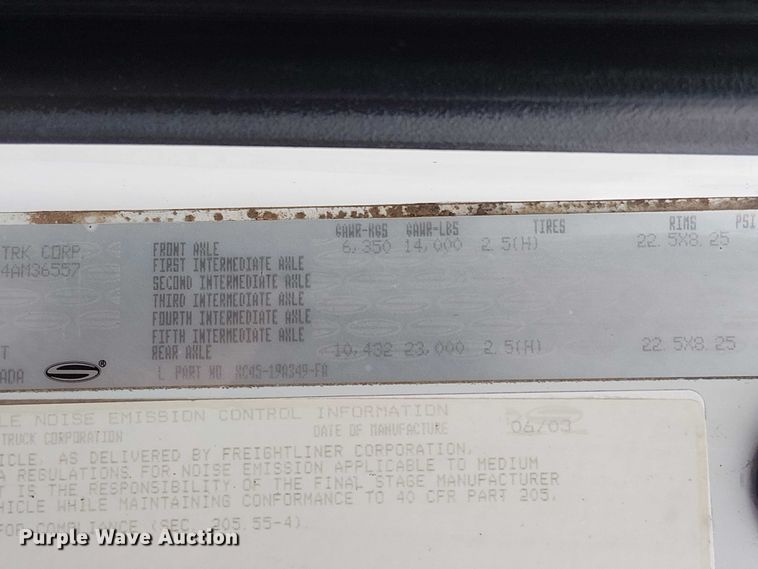 GAWR-KGS GAWR-LBS TIRES RIMS PSI
TRK CORP. FRONT AXLE 6,350 14,000 2.5(H) 22.5X8.25
4AM36557 FIRST INTERMEDIATE AXLE
SECOND INTERMEDIATE AXLE
THIRD INTERMEDIATE AXLE
FOURTH INTERMEDIATE AXLE
FIFTH INTERMEDIATE AXLE
T REAR AXLE 10,432 23,000 2.5(H) 22.5X8.25
ADA ® L PART NO. XC45-19A349-FA
LE NOISE EMISSION CONTROL INFORMATION
TRUCK CORPORATION DATE OF MANUFACTURE 06/03
ICLE, AS DELIVERED BY FREIGHTLINER CORPORATION,
A REGULATIONS FOR NOISE EMISSION APPLICABLE TO MEDIUM
T IS THE RESPONSIBILITY OF THE FINAL STAGE MANUFACTURER
HICLE WHILE MAINTAINING CONFORMANCE TO 40 CFR PART 205.
FOR COMPLIANCE (SEC. 205.55-4).
Purple Wave Auction